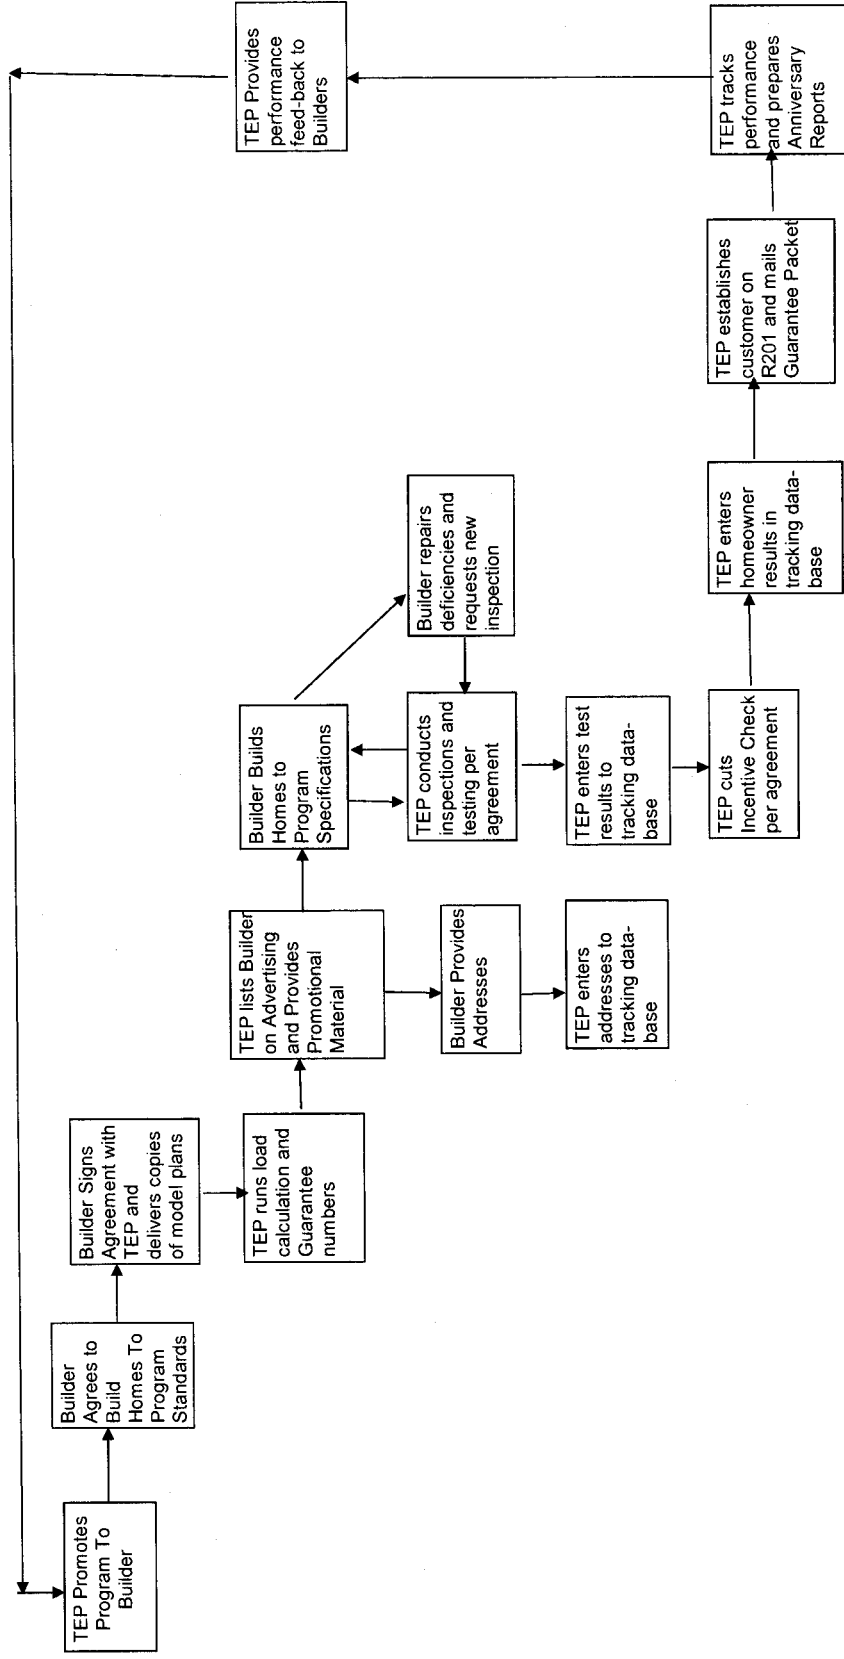 TEP Promotes
Program To
Builder
Builder
Agrees to
Build
Homes To
Program
Standards
Builder Signs
Agreement with
TEP and
delivers copies
of model plans
TEP runs load
calculation and
Guarantee
numbers
TEP lists Builder
on Advertising
and Provides
Promotional
Material
Builder Provides
Addresses
TEP enters
addresses to
tracking data-
base
Builder Builds
Homes to
Program
Specifications
TEP conducts
inspections and
testing per
agreement
Builder repairs
deficiencies and
requests new
inspection
TEP enters test
results to
tracking data-
base
TEP cuts
Incentive Check
per agreement
TEP enters
homeowner
results in
tracking data-
base
TEP establishes
customer on
R201 and mails
Guarantee Packet
TEP tracks
performance
and prepares
Anniversary
Reports
TEP Provides
performance
feed-back to
Builders